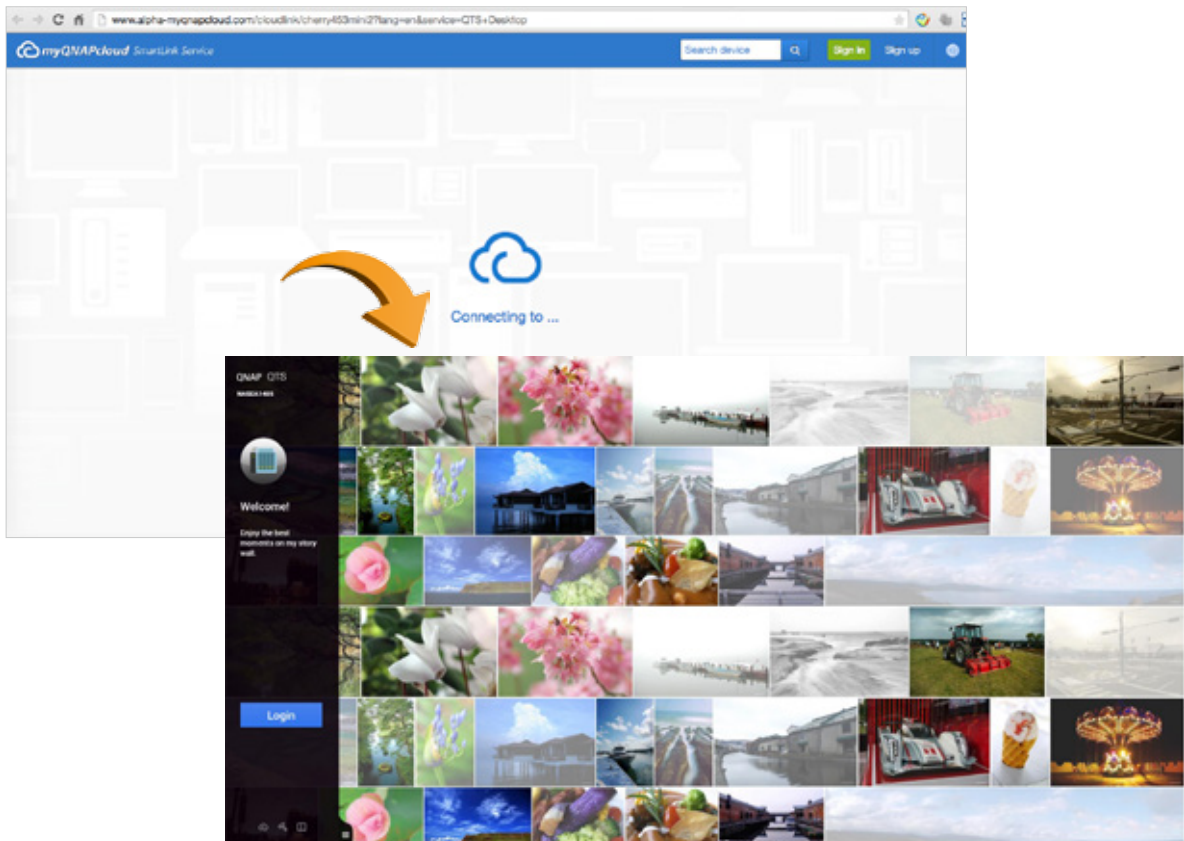 www.alpha-myqnapcloud.com/cloudlink/cherry453mini2?lang=en&service=QTS+Desktop
myQNAPcloud SmartLink Service
Search device
Sign in
Sign up
Connecting to ...
QNAP QTS
Welcome!
Enjoy the best
moments on my story
wall.
Login